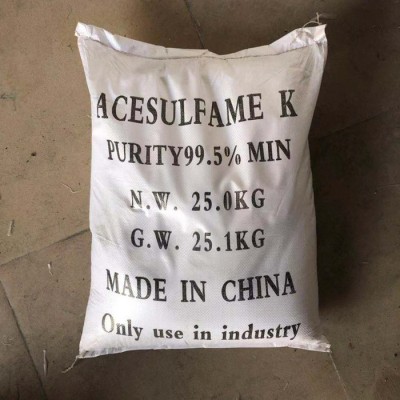 ACESULFAME K
PURITY99.5% MIN
N.W. 25.0KG
G.W. 25.1KG
MADE IN CHINA
Only use in industry